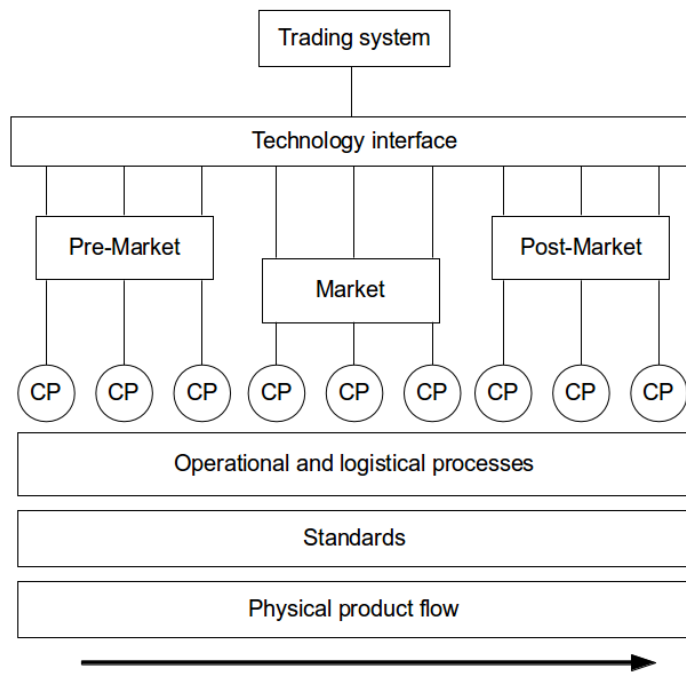 Trading system
Technology interface
Pre-Market
Market
Post-Market
CP CP CP CP CP CP CP CP CP
Operational and logistical processes
Standards
Physical product flow